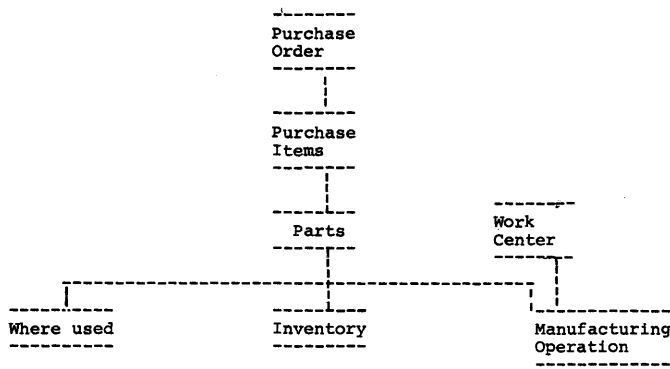 Purchase
Order
Purchase
Items
Parts
Work
Center
Where used
Inventory
Manufacturing
Operation